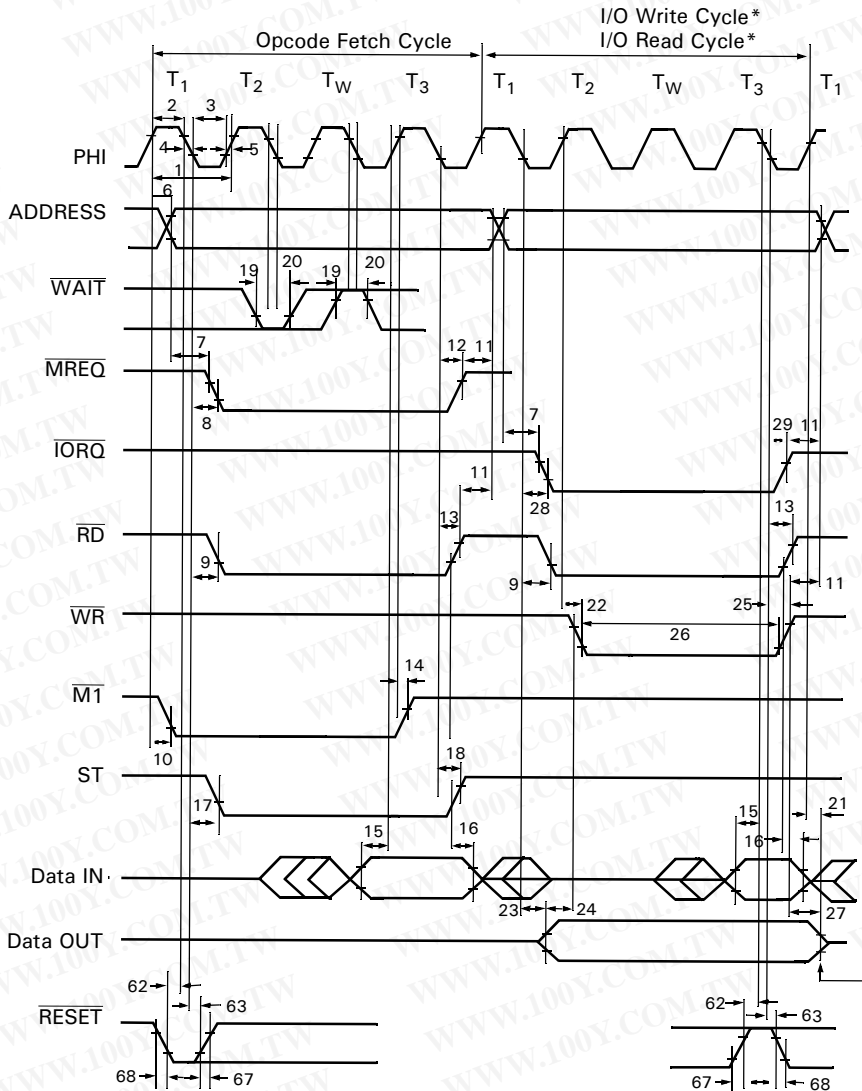 I/O Write Cycle*
Opcode Fetch Cycle I/O Read Cycle*
T1 T2 TW T3 T1 T2 TW T3 T1
2 3
PHI 4 5
1
6
ADDRESS
19 20 19 20
WAIT
7 12 11
MREQ
8 7 29 11
IORQ
11 28
13 13
RD
9 9 11
22 25
WR 26
14
M1
10 18
ST
17 21
15 16 15 16
Data IN
23 24 27
Data OUT
62 63 62 63
RESET
68 67 67 68
WWW.100Y.COM.TW